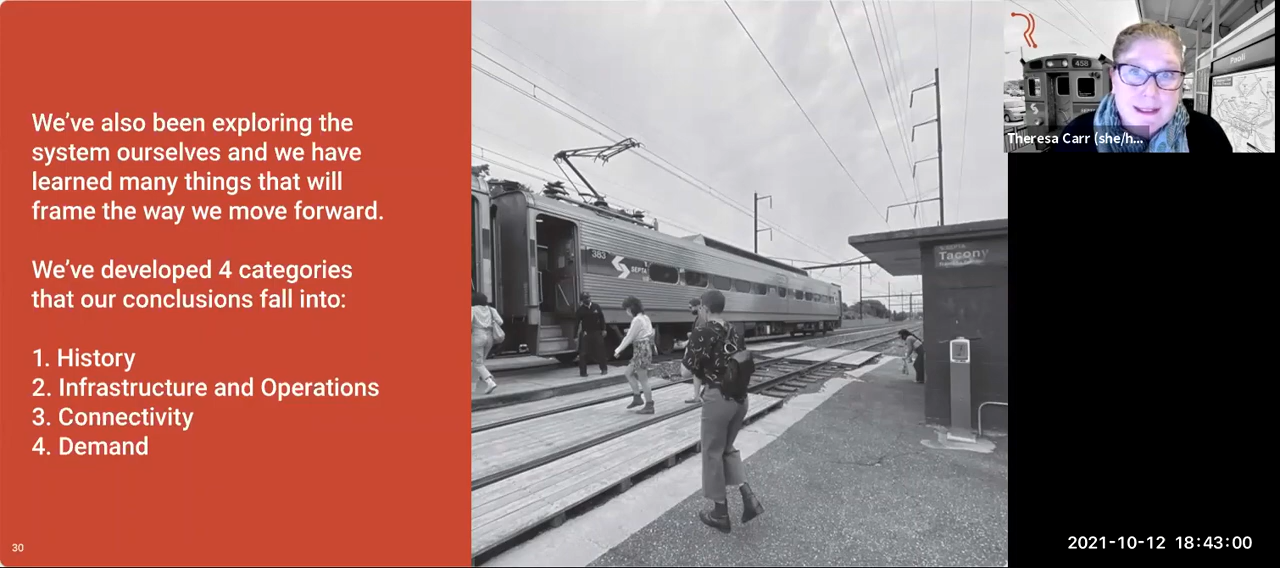 We've also been exploring the
system ourselves and we have
learned many things that will
frame the way we move forward.
We've developed 4 categories
that our conclusions fall into:
1. History
2. Infrastructure and Operations
3. Connectivity
4. Demand
30
383
SEPTA
SEPTA
Tacony
458
Paoli
Theresa Carr (she/h...
2021-10-12 18:43:00